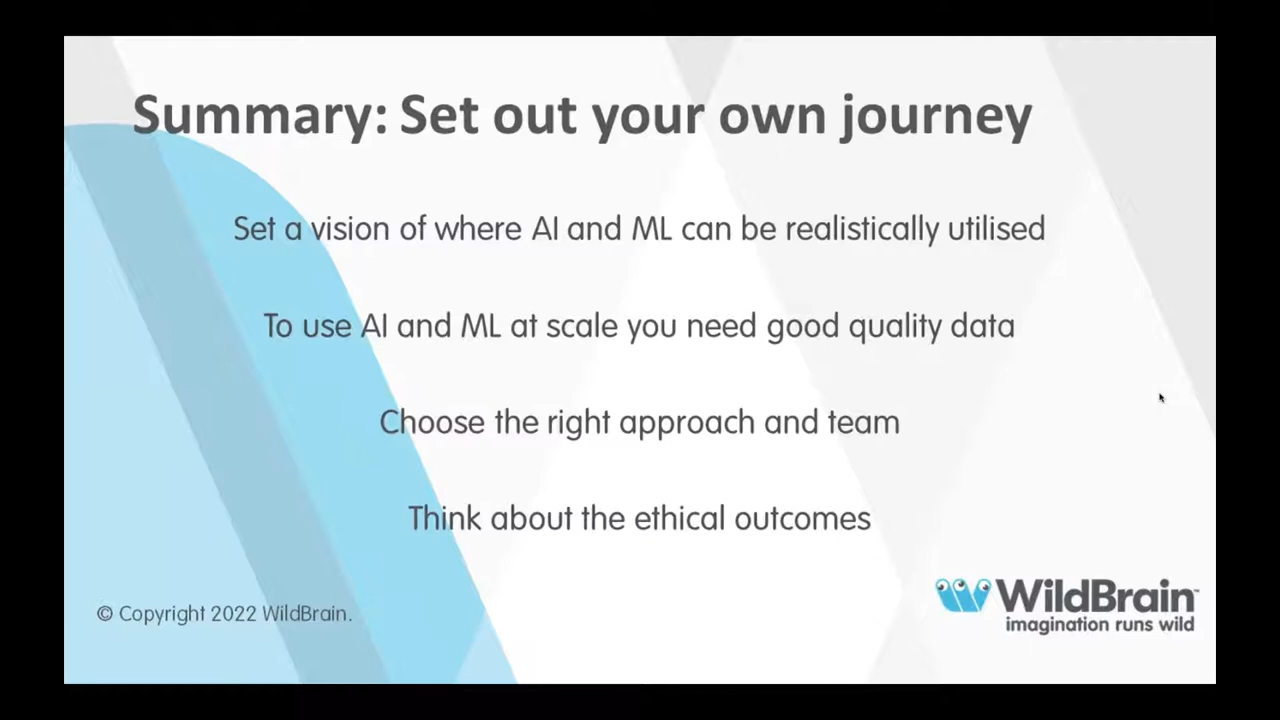 Summary: Set out your own journey
Set a vision of where AI and ML can be realistically utilised
To use AI and ML at scale you need good quality data
Choose the right approach and team
Think about the ethical outcomes
© Copyright 2022 WildBrain.
WildBrain™
imagination runs wild